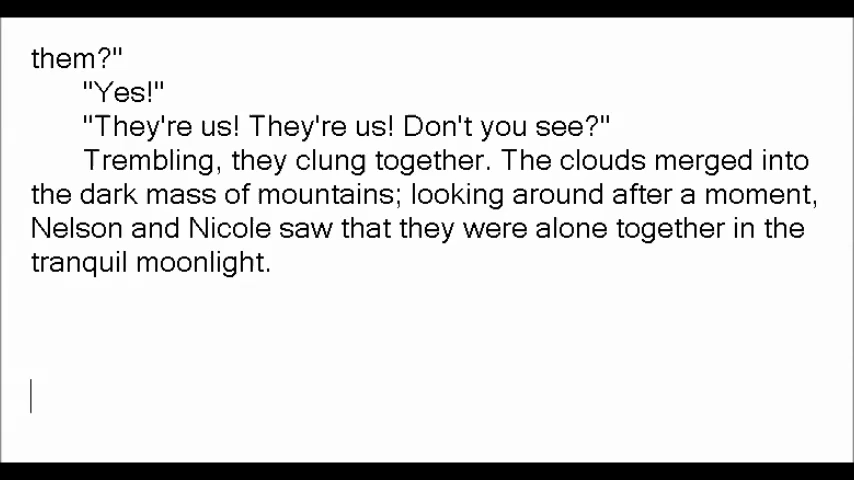 them?"
"Yes!"
"They're us! They're us! Don't you see?"
Trembling, they clung together. The clouds merged into
the dark mass of mountains; looking around after a moment,
Nelson and Nicole saw that they were alone together in the
tranquil moonlight.